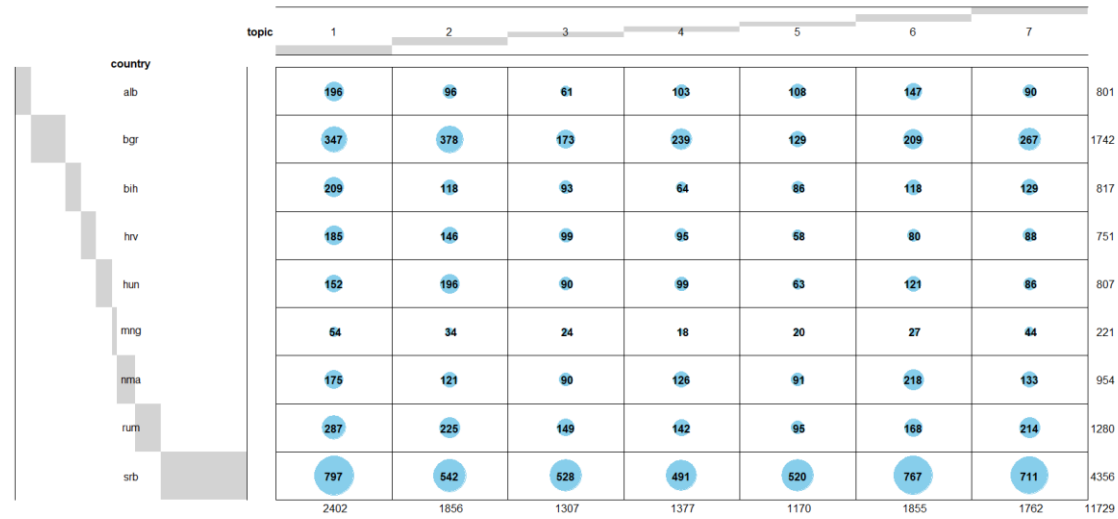 topic 1 2 3 4 5 6 7
country
alb 196 96 61 103 108 147 90 801
bgr 347 378 173 239 129 209 267 1742
bih 209 118 93 64 86 118 129 817
hrv 185 146 99 95 58 80 88 751
hun 152 196 90 99 63 121 86 807
mng 54 34 24 18 20 27 44 221
nma 175 121 90 126 91 218 133 954
rum 287 225 149 142 95 168 214 1280
srb 797 542 528 491 520 767 711 4356
2402 1856 1307 1377 1170 1855 1762 11729